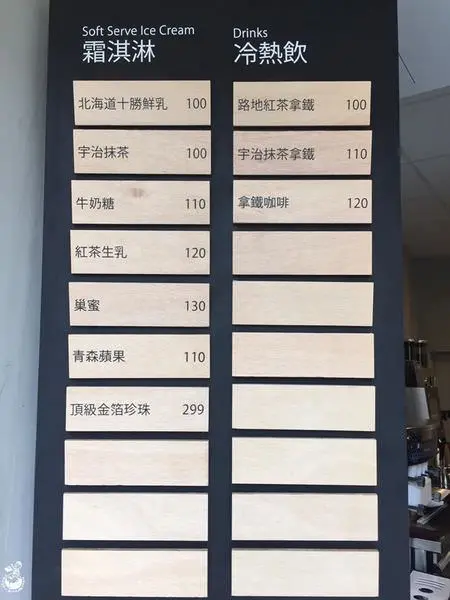 Soft Serve Ice Cream
霜淇淋
北海道十勝鮮乳 100
宇治抹茶 100
牛奶糖 110
紅茶生乳 120
巢蜜 130
青森蘋果 110
頂級金箔珍珠 299
Drinks
冷熱飲
路地紅茶拿鐵 100
宇治抹茶拿鐵 110
拿鐵咖啡 120